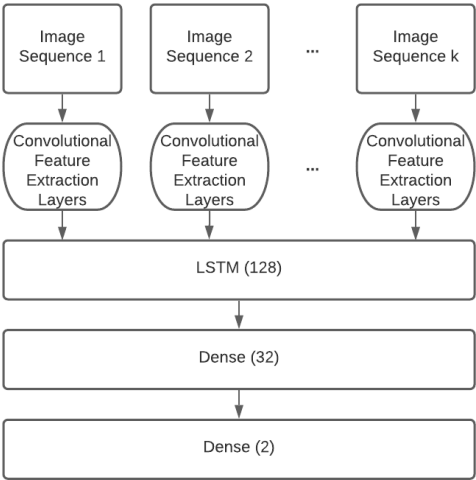 Image
Sequence 1
Image
Sequence 2
...
Image
Sequence k
Convolutional
Feature
Extraction
Layers
Convolutional
Feature
Extraction
Layers
...
Convolutional
Feature
Extraction
Layers
LSTM (128)
Dense (32)
Dense (2)